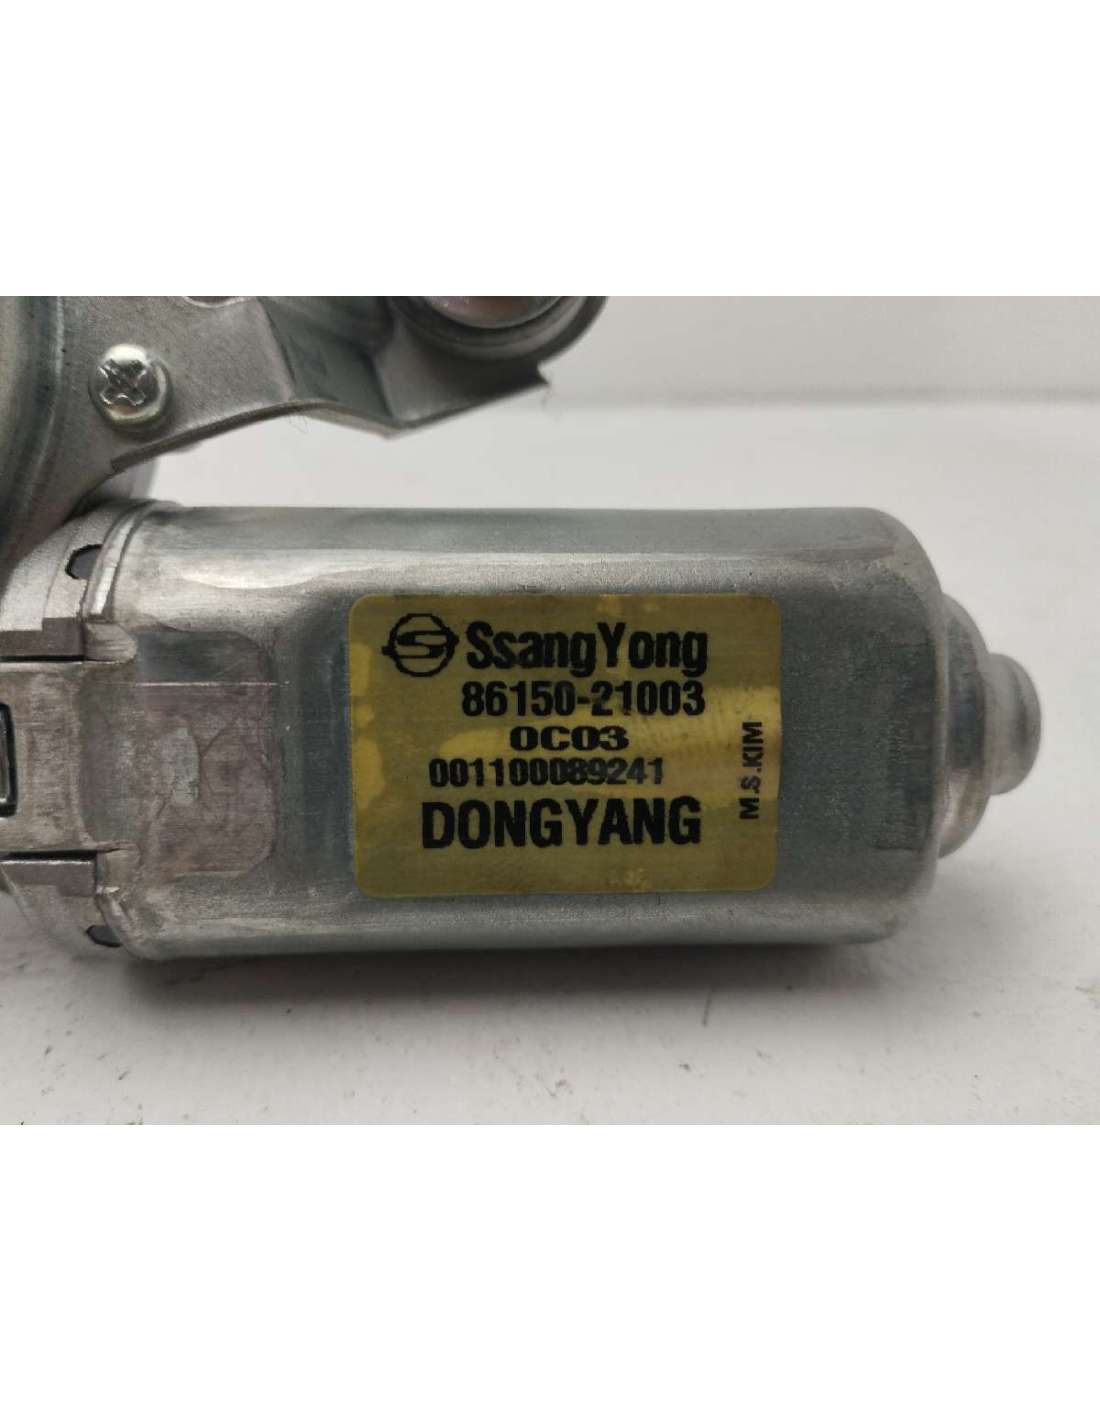 SsangYong
86150-21003
0C03
001100089241
DONGYANG
M.S.KIM